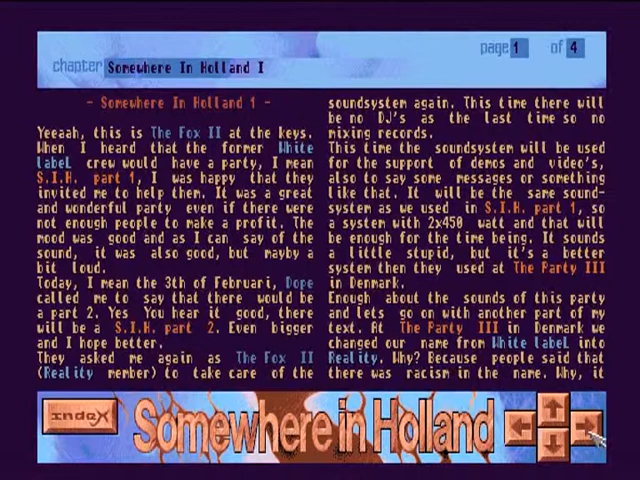 page 1 of 4
chapter Somewhere In Holland I
- Somewhere In Holland 1 -
Yeeaah, this is The Fox II at the keys.
When I heard that the former White
labeL crew would have a party, I mean
S.I.H. part 1, I was happy that they
invited me to help them. It was a great
and wonderful party even if there were
not enough people to make a profit. The
mood was good and as I can say of the
sound, it was also good, but mayby a
bit loud.
Today, I mean the 3th of Februari, Dope
called me to say that there would be
a part 2. Yes You hear it good, there
will be a S.I.H. part 2. Even bigger
and I hope better.
They asked me again as The Fox II
(Reality member) to take care of the
soundsystem again. This time there will
be no DJ's as the last time so no
mixing records.
This time the soundsystem will be used
for the support of demos and video's,
also to say some messages or something
like that. It will be the same sound-
system as we used in S.I.H. part 1, so
a system with 2x450 watt and that will
be enough for the time being. It sounds
a little stupid, but it's a better
system then they used at The Party III
in Denmark.
Enough about the sounds of this party
and lets go on with another part of my
text. At The Party III in Denmark we
changed our name from White labeL into
Reality. Why? Because people said that
there was racism in the name. Why, it
index
Somewhere in Holland